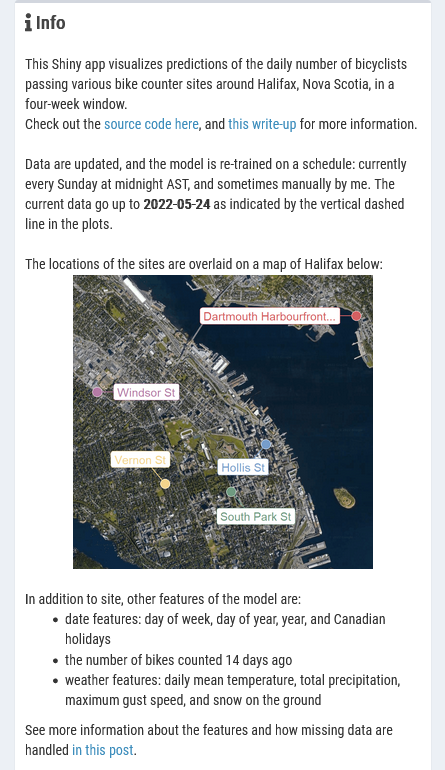 Info
This Shiny app visualizes predictions of the daily number of bicyclists
passing various bike counter sites around Halifax, Nova Scotia, in a
four-week window.
Check out the source code here, and this write-up for more information.
Data are updated, and the model is re-trained on a schedule: currently
every Sunday at midnight AST, and sometimes manually by me. The
current data go up to 2022-05-24 as indicated by the vertical dashed
line in the plots.
The locations of the sites are overlaid on a map of Halifax below:
Dartmouth Harbourfront...
Windsor St
Vernon St
Hollis St
South Park St
In addition to site, other features of the model are:
• date features: day of week, day of year, year, and Canadian
holidays
• the number of bikes counted 14 days ago
• weather features: daily mean temperature, total precipitation,
maximum gust speed, and snow on the ground
See more information about the features and how missing data are
handled in this post.